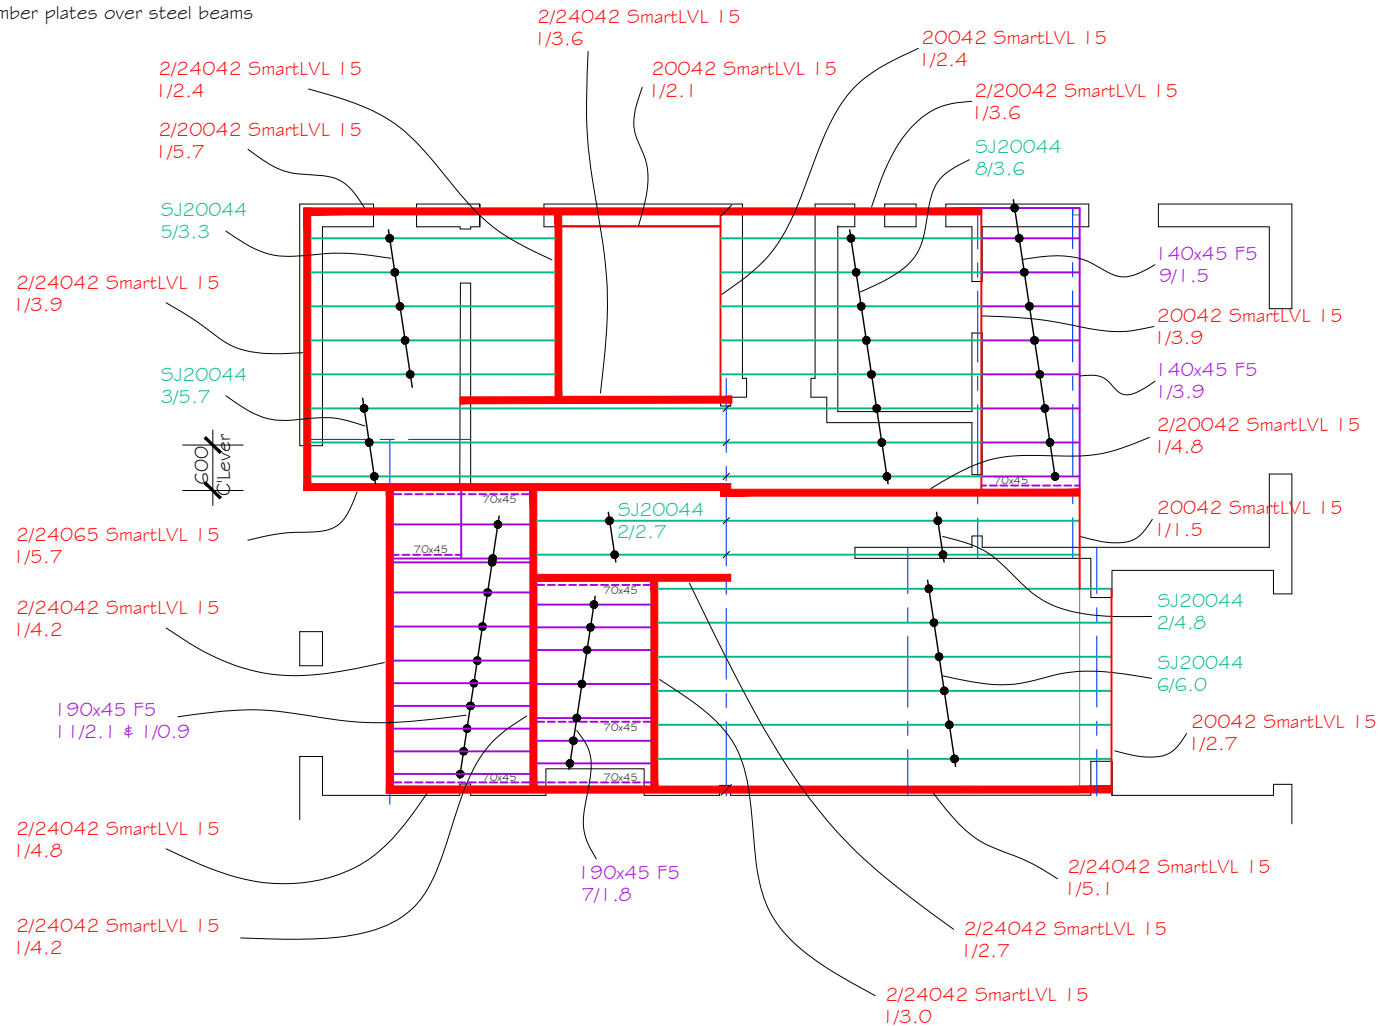 mber plates over steel beams
2/24042 SmartLVL 15
1/3.6
20042 SmartLVL 15
1/2.4
2/24042 SmartLVL 15
1/2.4
20042 SmartLVL 15
1/2.1
2/20042 SmartLVL 15
1/3.6
2/20042 SmartLVL 15
1/5.7
SJ20044
8/3.6
SJ20044
5/3.3
140x45 F5
9/1.5
2/24042 SmartLVL 15
1/3.9
20042 SmartLVL 15
1/3.9
SJ20044
3/5.7
140x45 F5
1/3.9
2/20042 SmartLVL 15
1/4.8
600
C'Lever
70x45
70x45
SJ20044
2/2.7
20042 SmartLVL 15
1/1.5
2/24065 SmartLVL 15
1/5.7
70x45
70x45
2/24042 SmartLVL 15
1/4.2
SJ20044
2/4.8
SJ20044
6/6.0
190x45 F5
11/2.1 & 1/0.9
70x45
20042 SmartLVL 15
1/2.7
70x45
70x45
2/24042 SmartLVL 15
1/4.8
190x45 F5
7/1.8
2/24042 SmartLVL 15
1/5.1
2/24042 SmartLVL 15
1/4.2
2/24042 SmartLVL 15
1/2.7
2/24042 SmartLVL 15
1/3.0